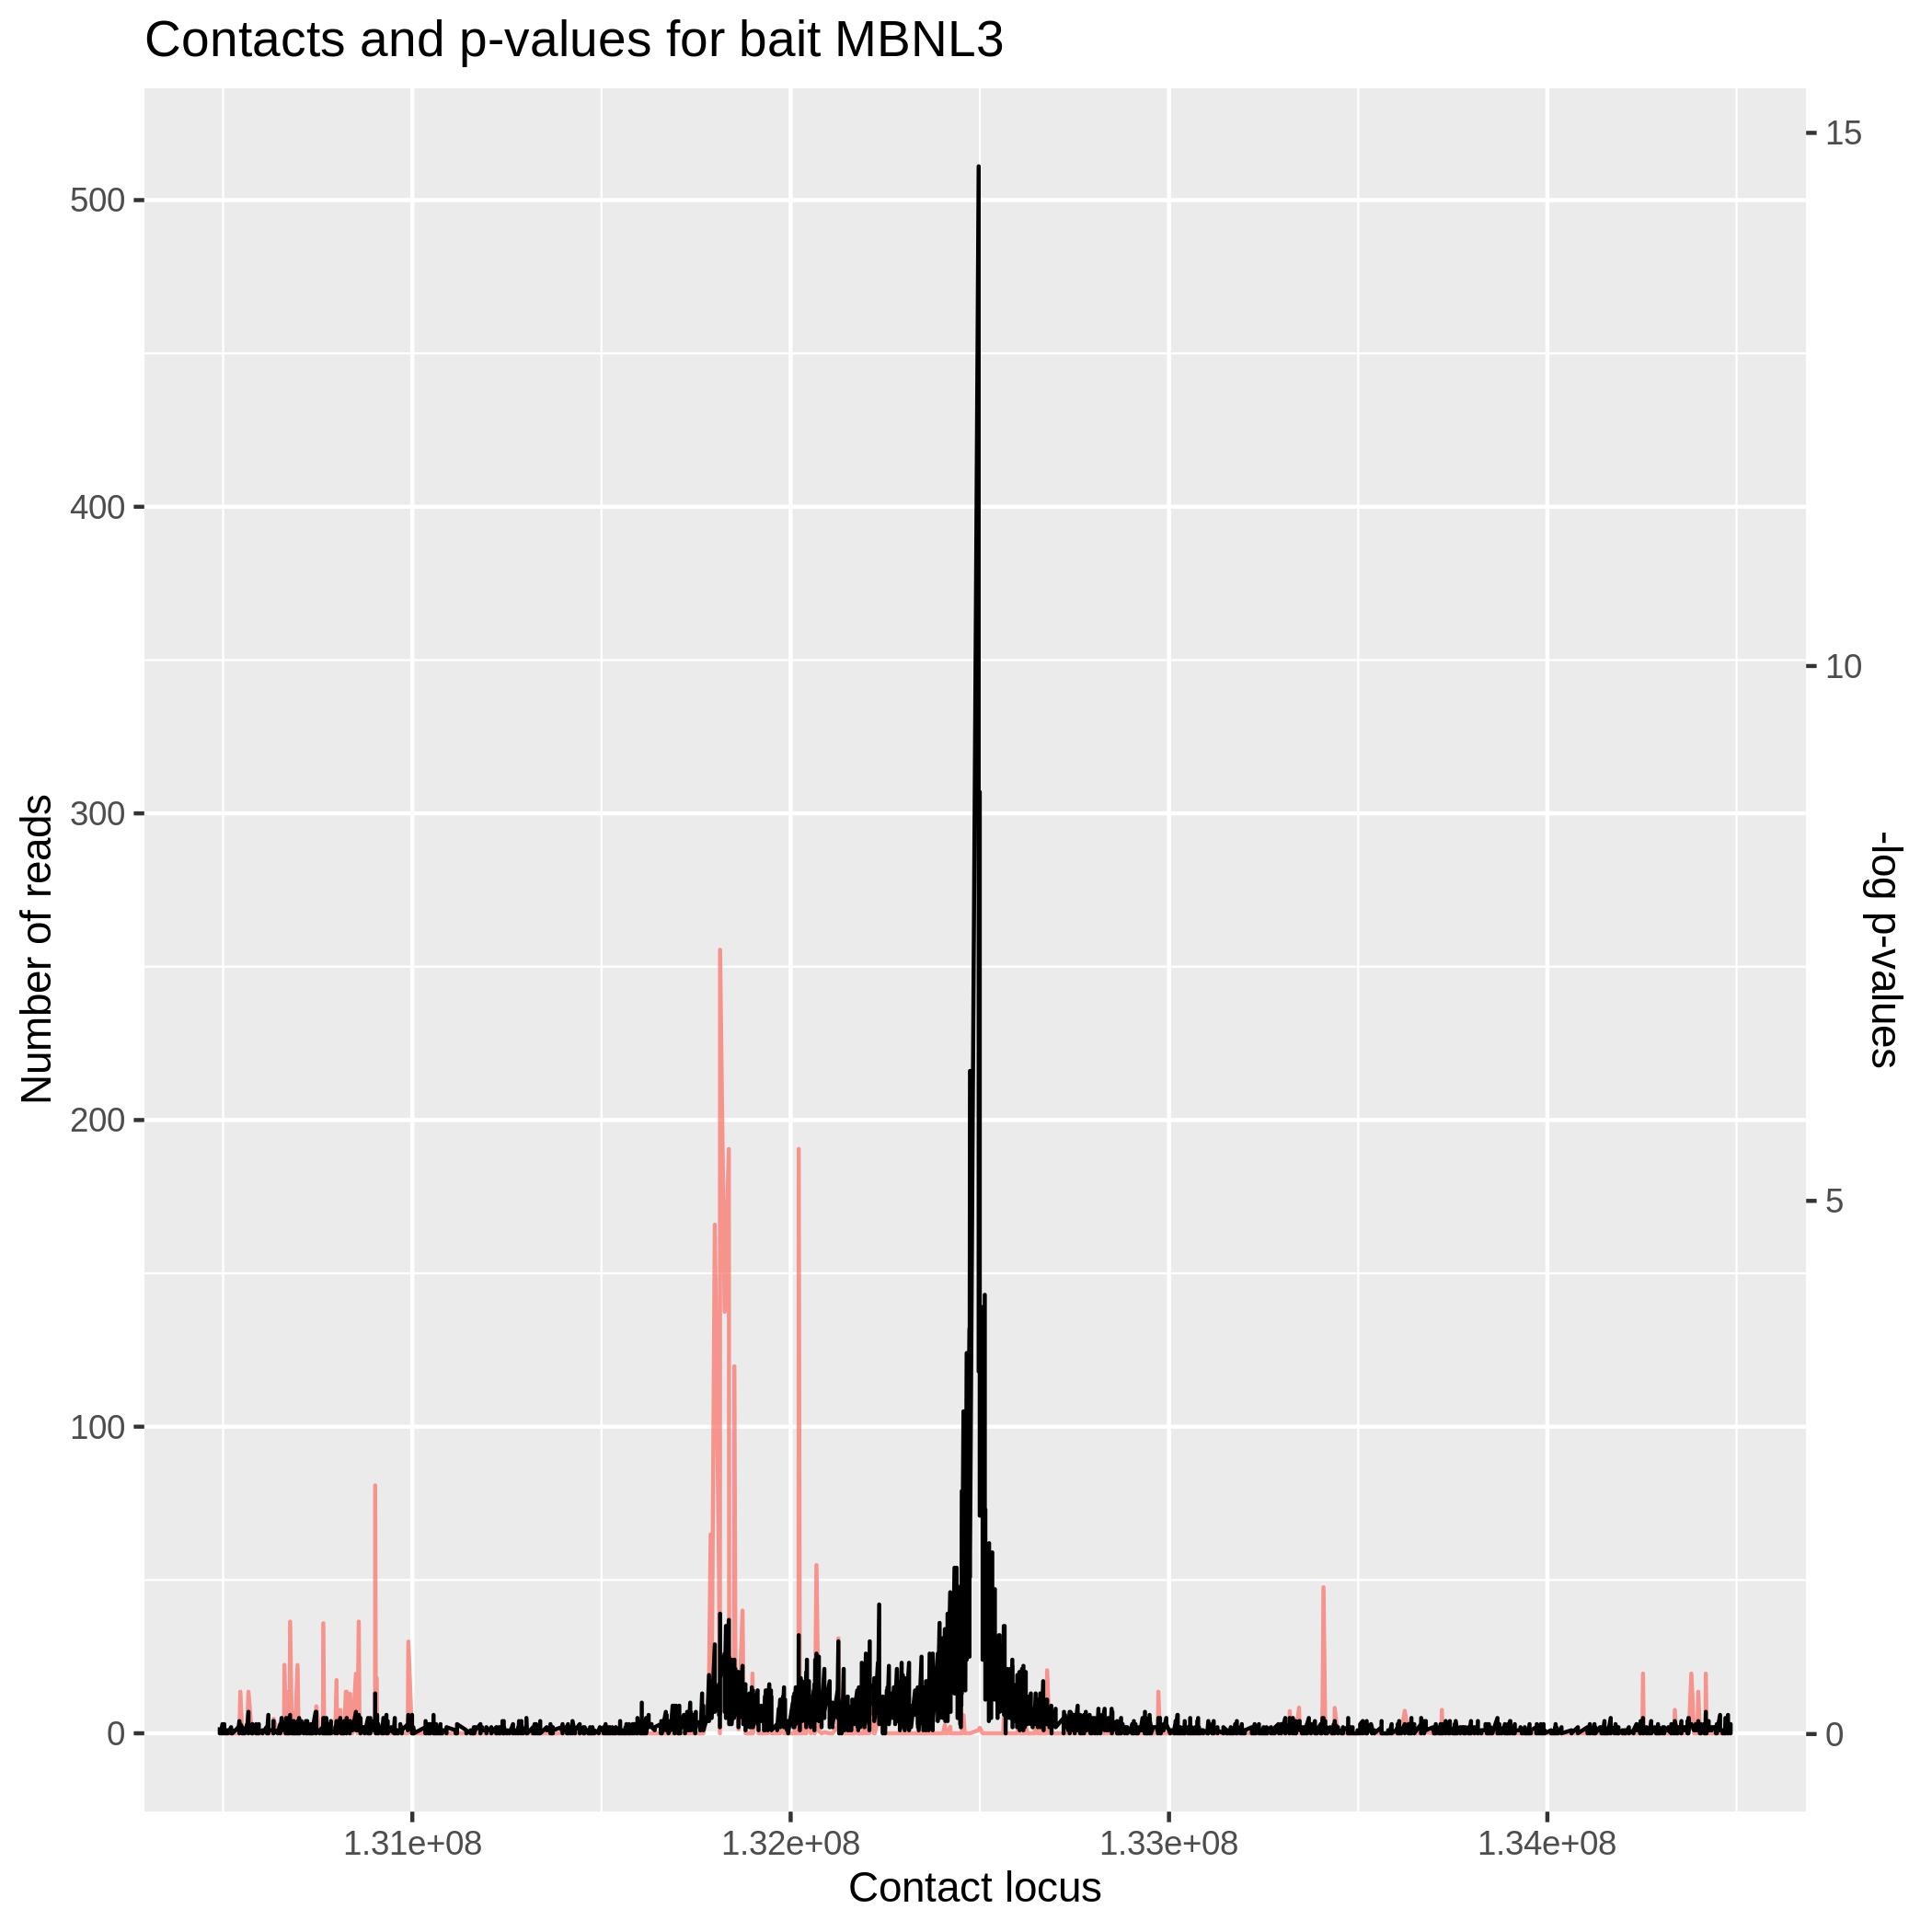 Contacts and p-values for bait MBNL3
Number of reads
500
400
300
200
100
0
15
10
5
0
-log p-values
1.31e+08
1.32e+08
1.33e+08
1.34e+08
Contact locus